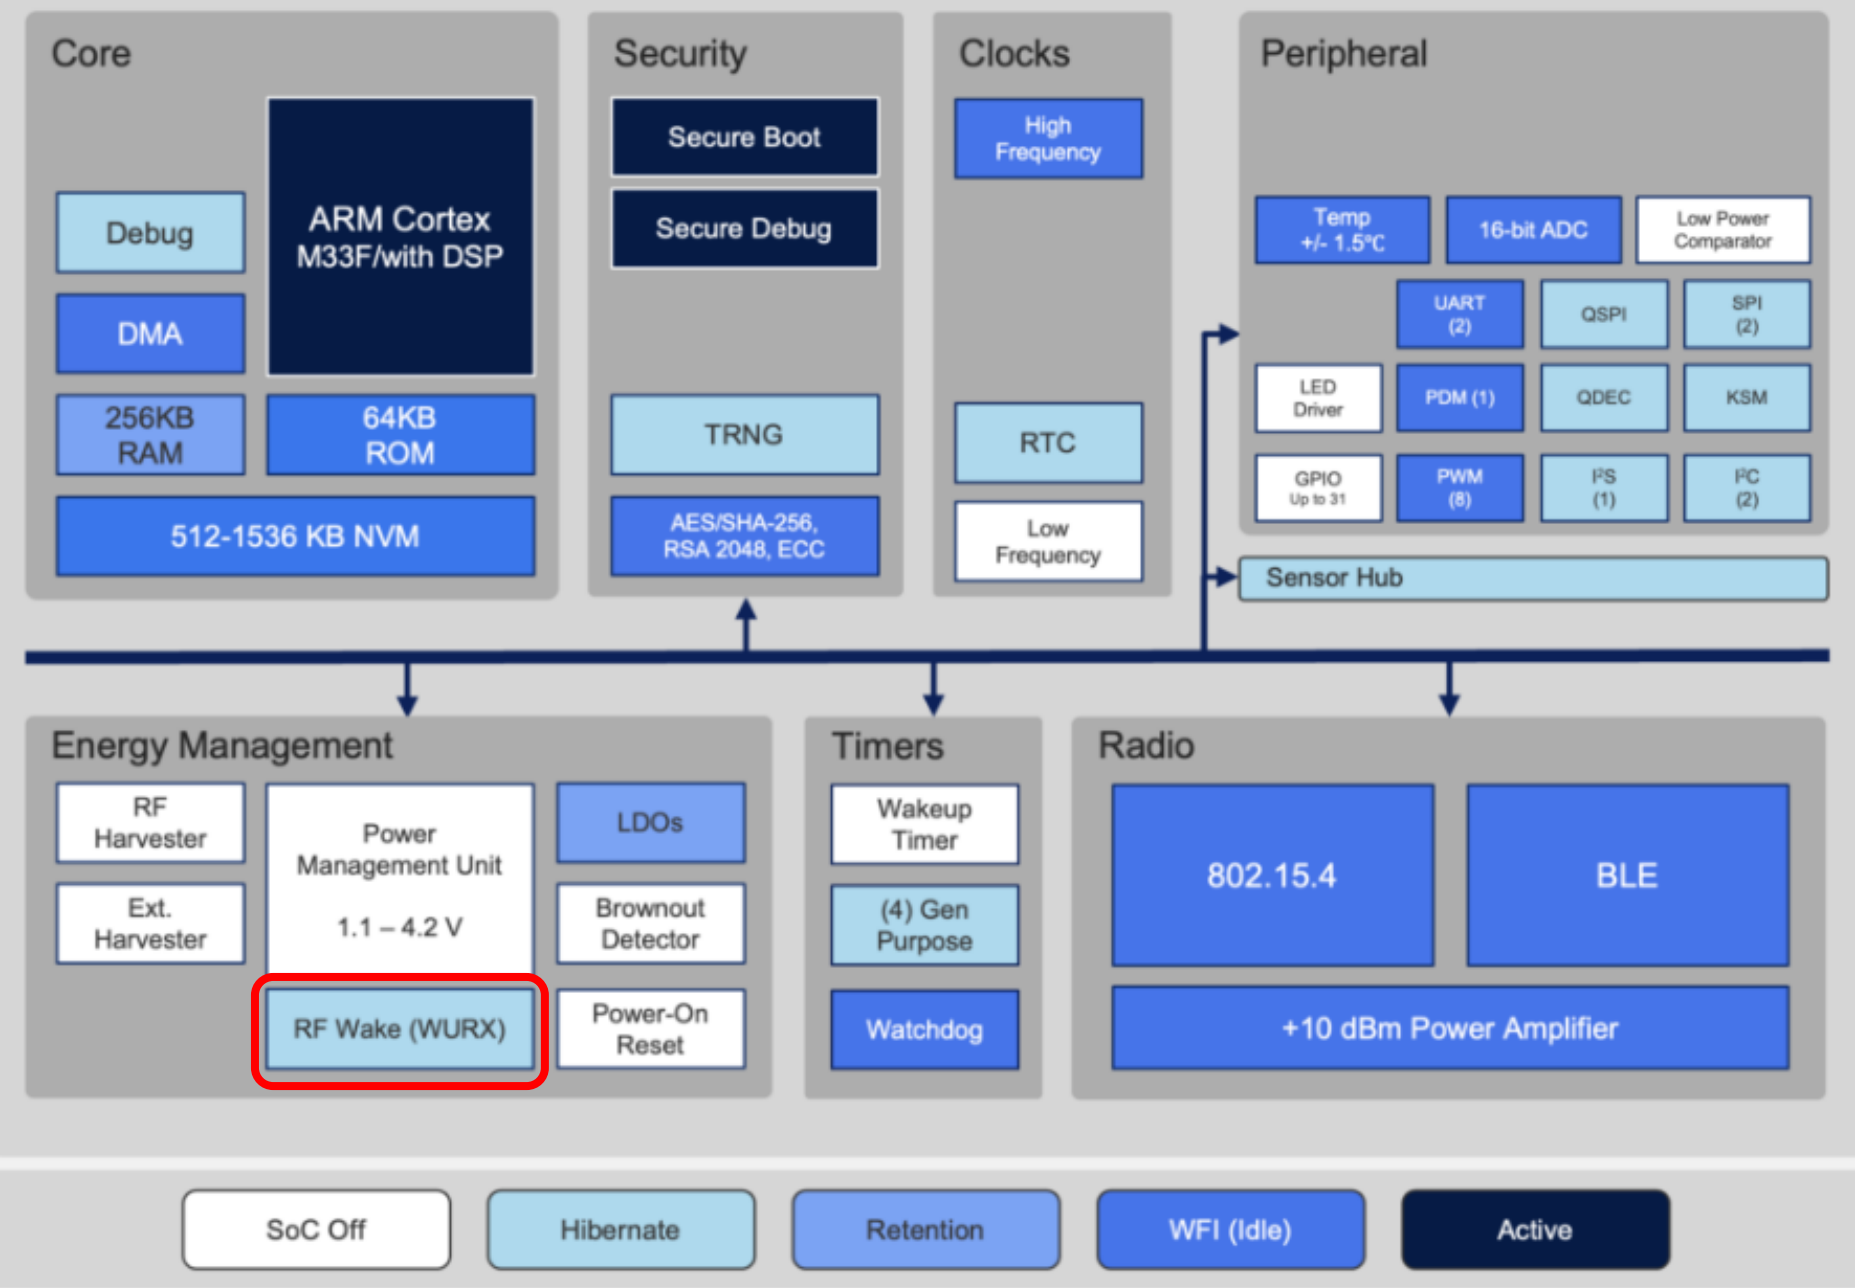 Core
Debug
ARM Cortex
M33F/with DSP
DMA
256KB
RAM
64KB
ROM
512-1536 KB NVM
Security
Secure Boot
Secure Debug
TRNG
AES/SHA-256,
RSA 2048, ECC
Clocks
High
Frequency
RTC
Low
Frequency
Peripheral
Temp
+/- 1.5°C
16-bit ADC
Low Power
Comparator
UART
(2)
QSPI
SPI
(2)
LED
Driver
PDM (1)
QDEC
KSM
GPIO
Up to 31
PWM
(8)
I²S
(1)
I²C
(2)
Sensor Hub
Energy Management
RF
Harvester
Power
Management Unit
1.1 – 4.2 V
LDOs
Ext.
Harvester
Brownout
Detector
RF Wake (WURX)
Power-On
Reset
Timers
Wakeup
Timer
(4) Gen
Purpose
Watchdog
Radio
802.15.4
BLE
+10 dBm Power Amplifier
SoC Off
Hibernate
Retention
WFI (Idle)
Active